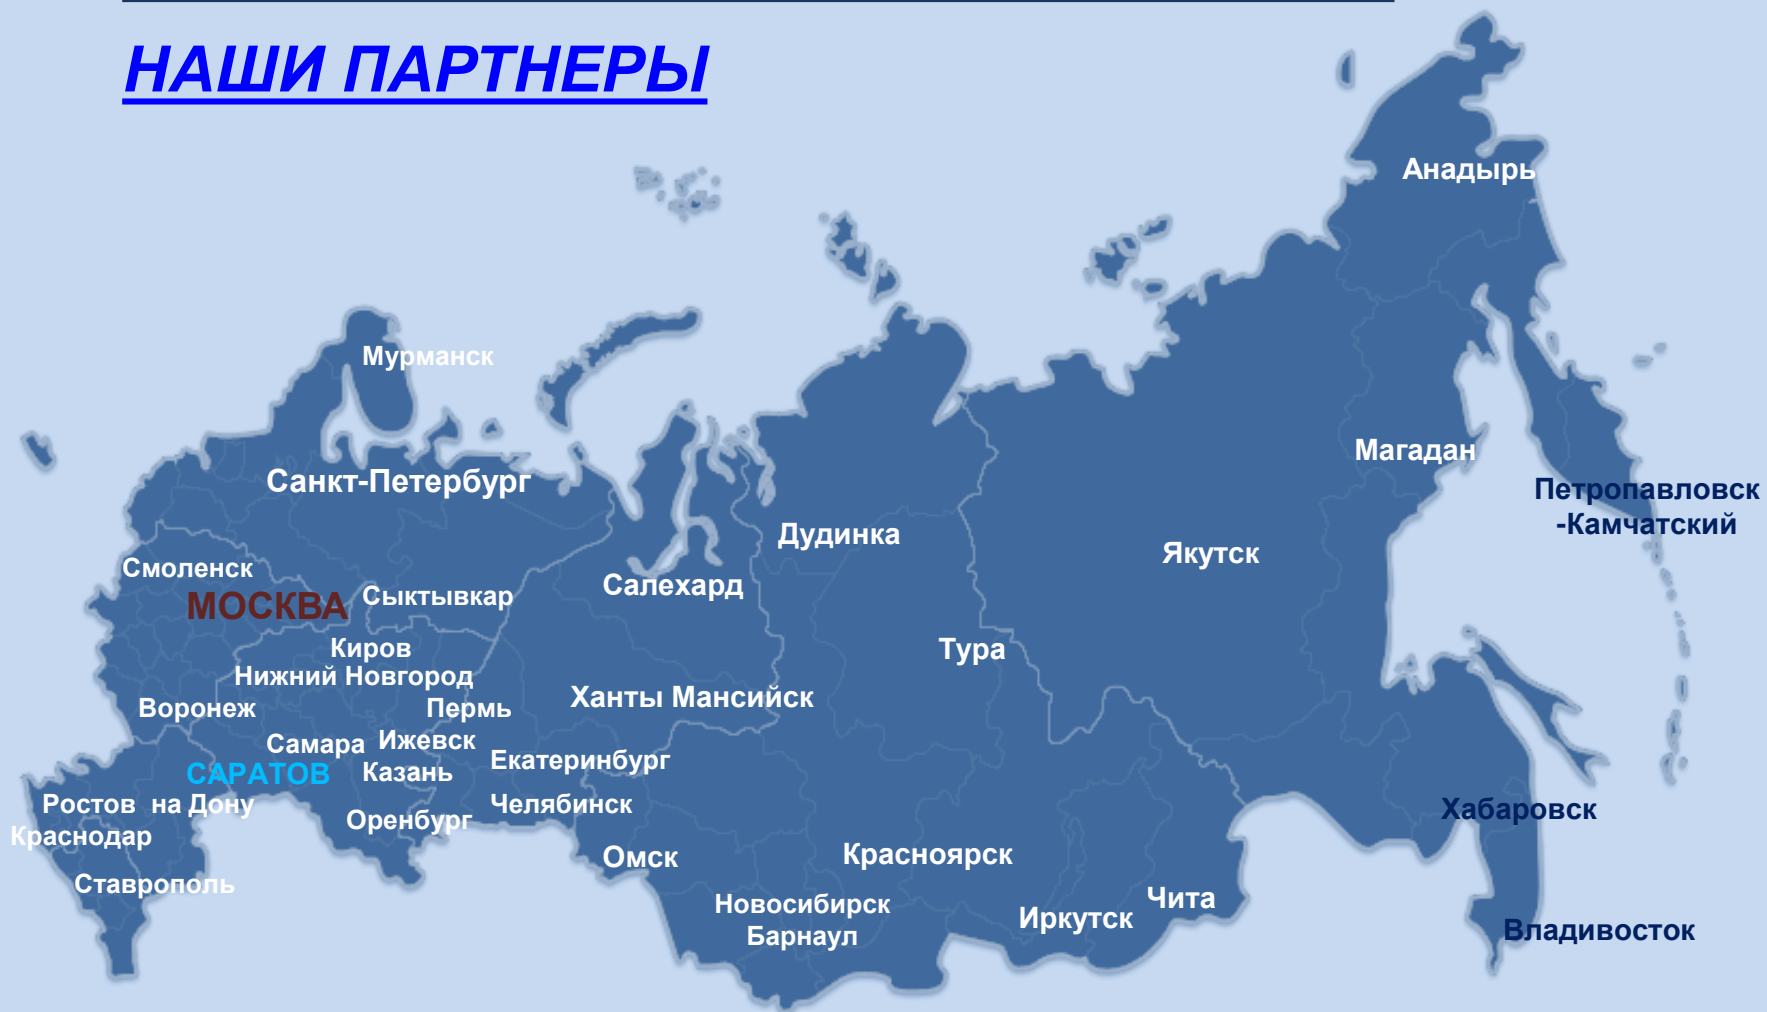 НАШИ ПАРТНЕРЫ
Анадырь
Мурманск
Магадан
Санкт-Петербург
Петропавловск
-Камчатский
Дудинка
Якутск
Смоленск
Салехард
МОСКВА
Сыктывкар
Киров
Тура
Нижний Новгород
Ханты Мансийск
Воронеж
Пермь
Самара
Ижевск
Екатеринбург
САРАТОВ
Казань
Ростов на Дону
Челябинск
Хабаровск
Оренбург
Краснодар
Омск
Красноярск
Ставрополь
Чита
Новосибирск
Барнаул
Иркутск
Владивосток